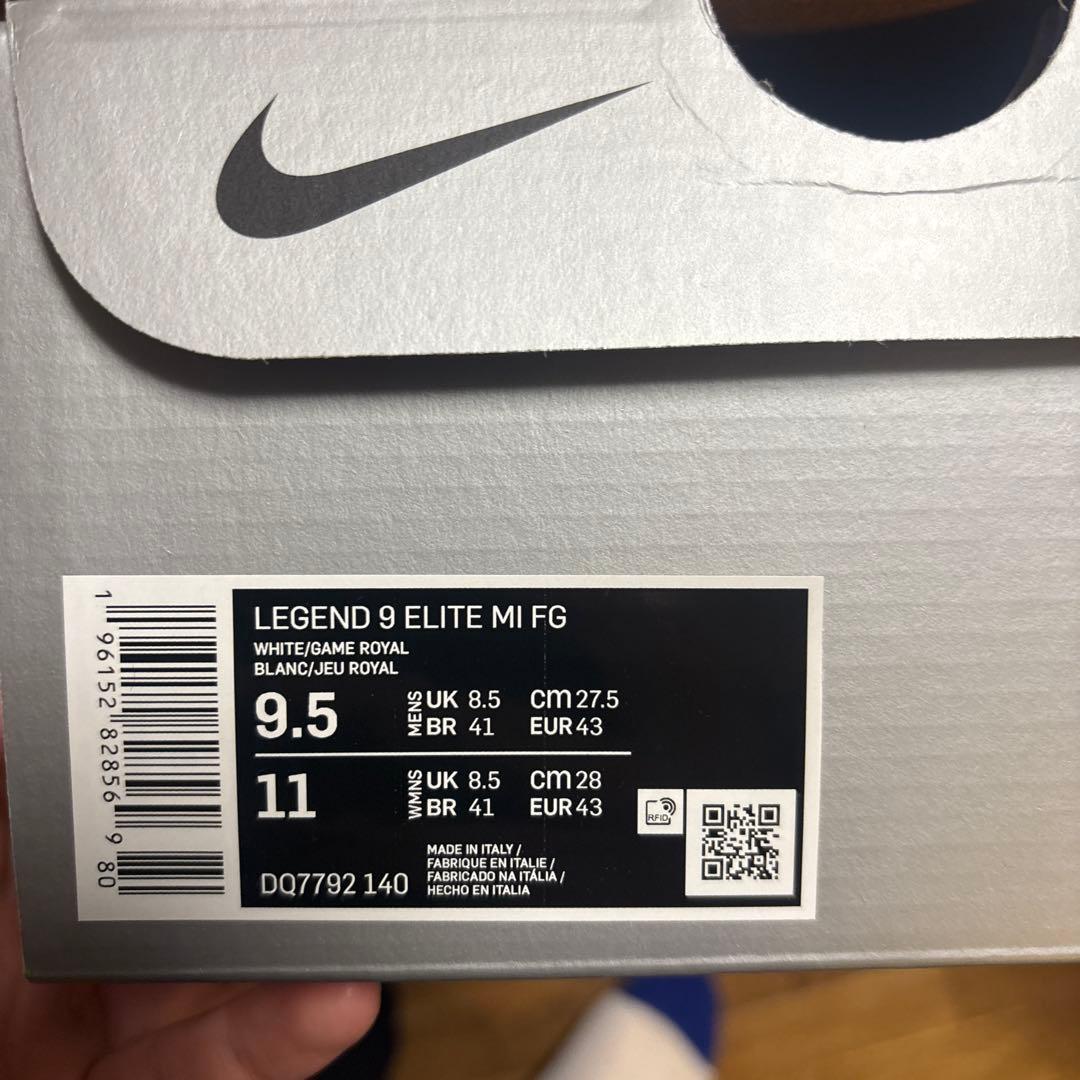 LEGEND 9 ELITE MI FG
WHITE/GAME ROYAL
BLANC/JEU ROYAL
9.5 MENS UK 8.5 cm 27.5
BR 41 EUR 43
11 WMNS UK 8.5 cm 28
BR 41 EUR 43
RFID
MADE IN ITALY /
FABRIQUE EN ITALIE /
FABRICADO NA ITÁLIA /
HECHO EN ITALIA
DQ7792 140
1 96152 82856 9 80